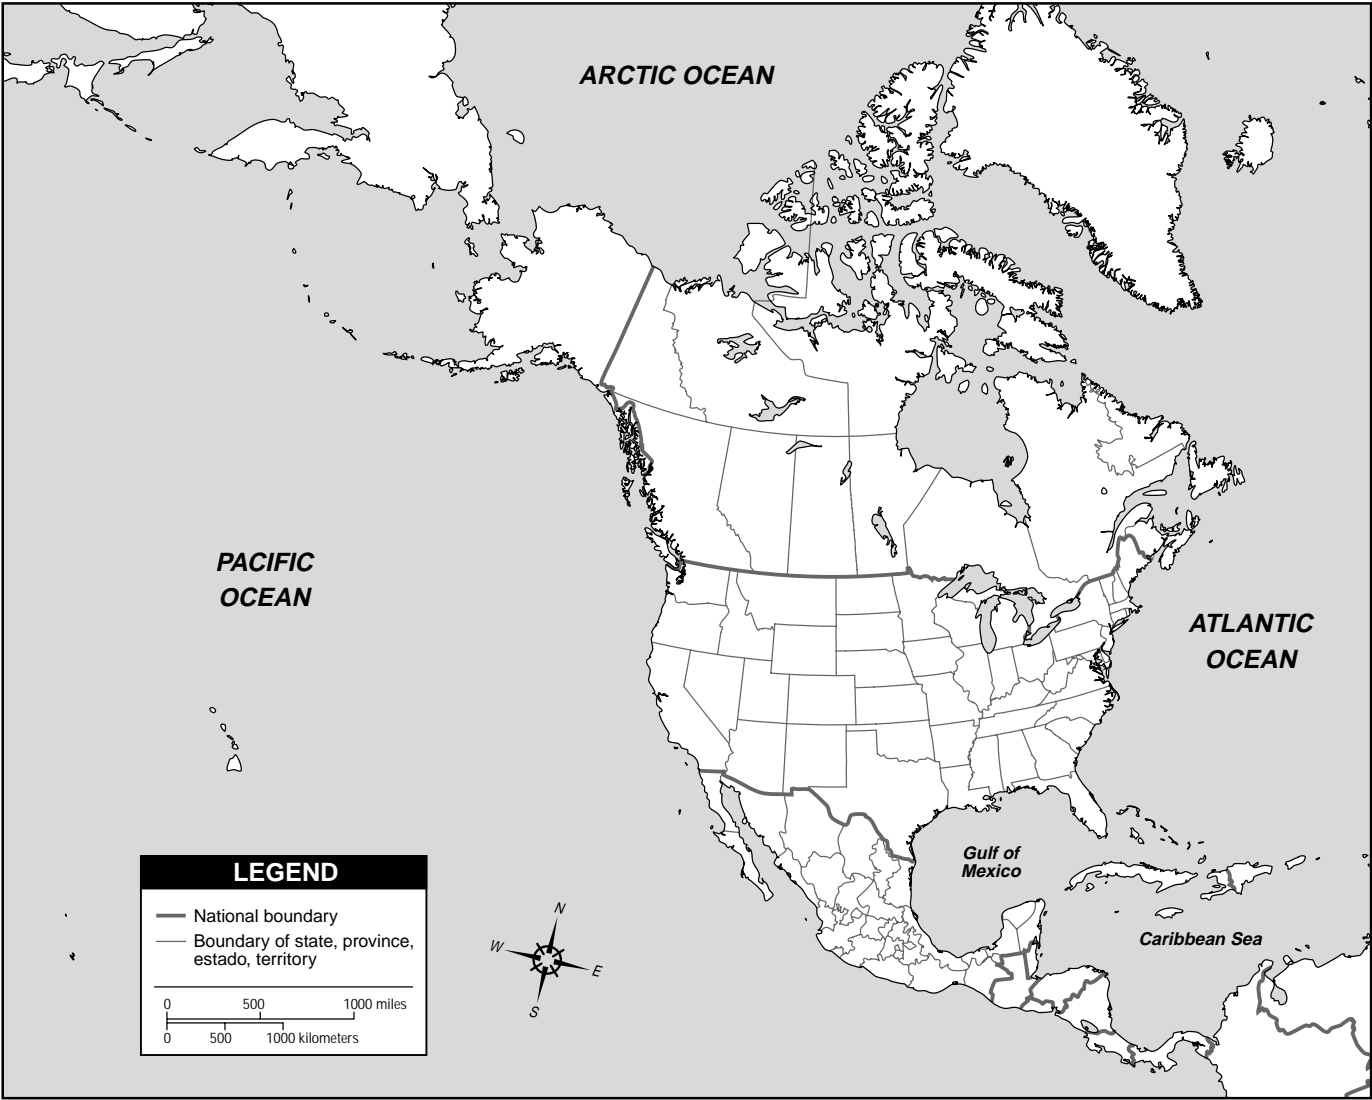 ARCTIC OCEAN
PACIFIC
OCEAN
ATLANTIC
OCEAN
Gulf of
Mexico
Caribbean Sea
LEGEND
National boundary
Boundary of state, province,
estado, territory
0 500 1000 miles
0 500 1000 kilometers
N
W
E
S